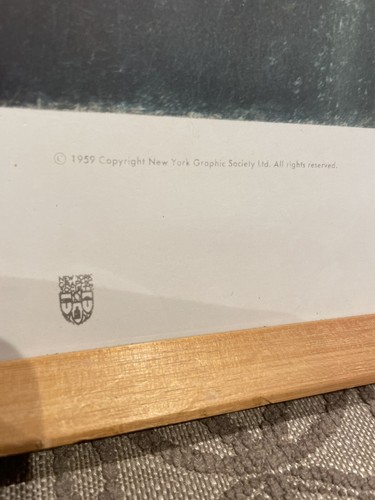 © 1959 Copyright New York Graphic Society Ltd. All rights reserved.
NEW YORK